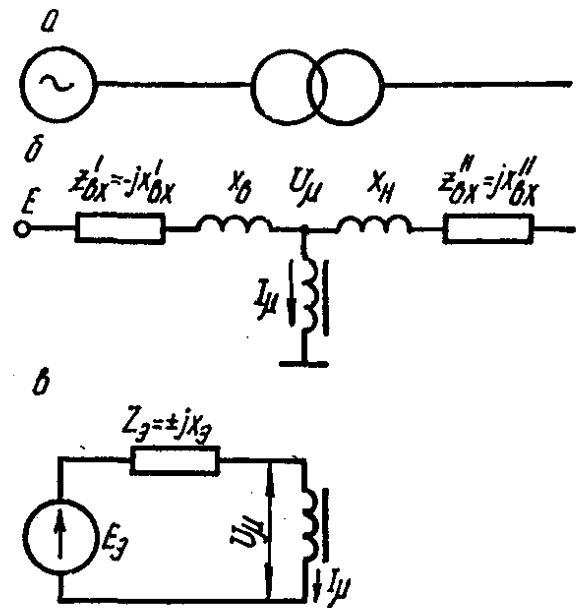 а
б
z'вх=-jx'вх xв Uμ xн z"вх=jx"вх
E
Iμ
в
Zэ=±jxэ
Eэ Uμ
Iμ